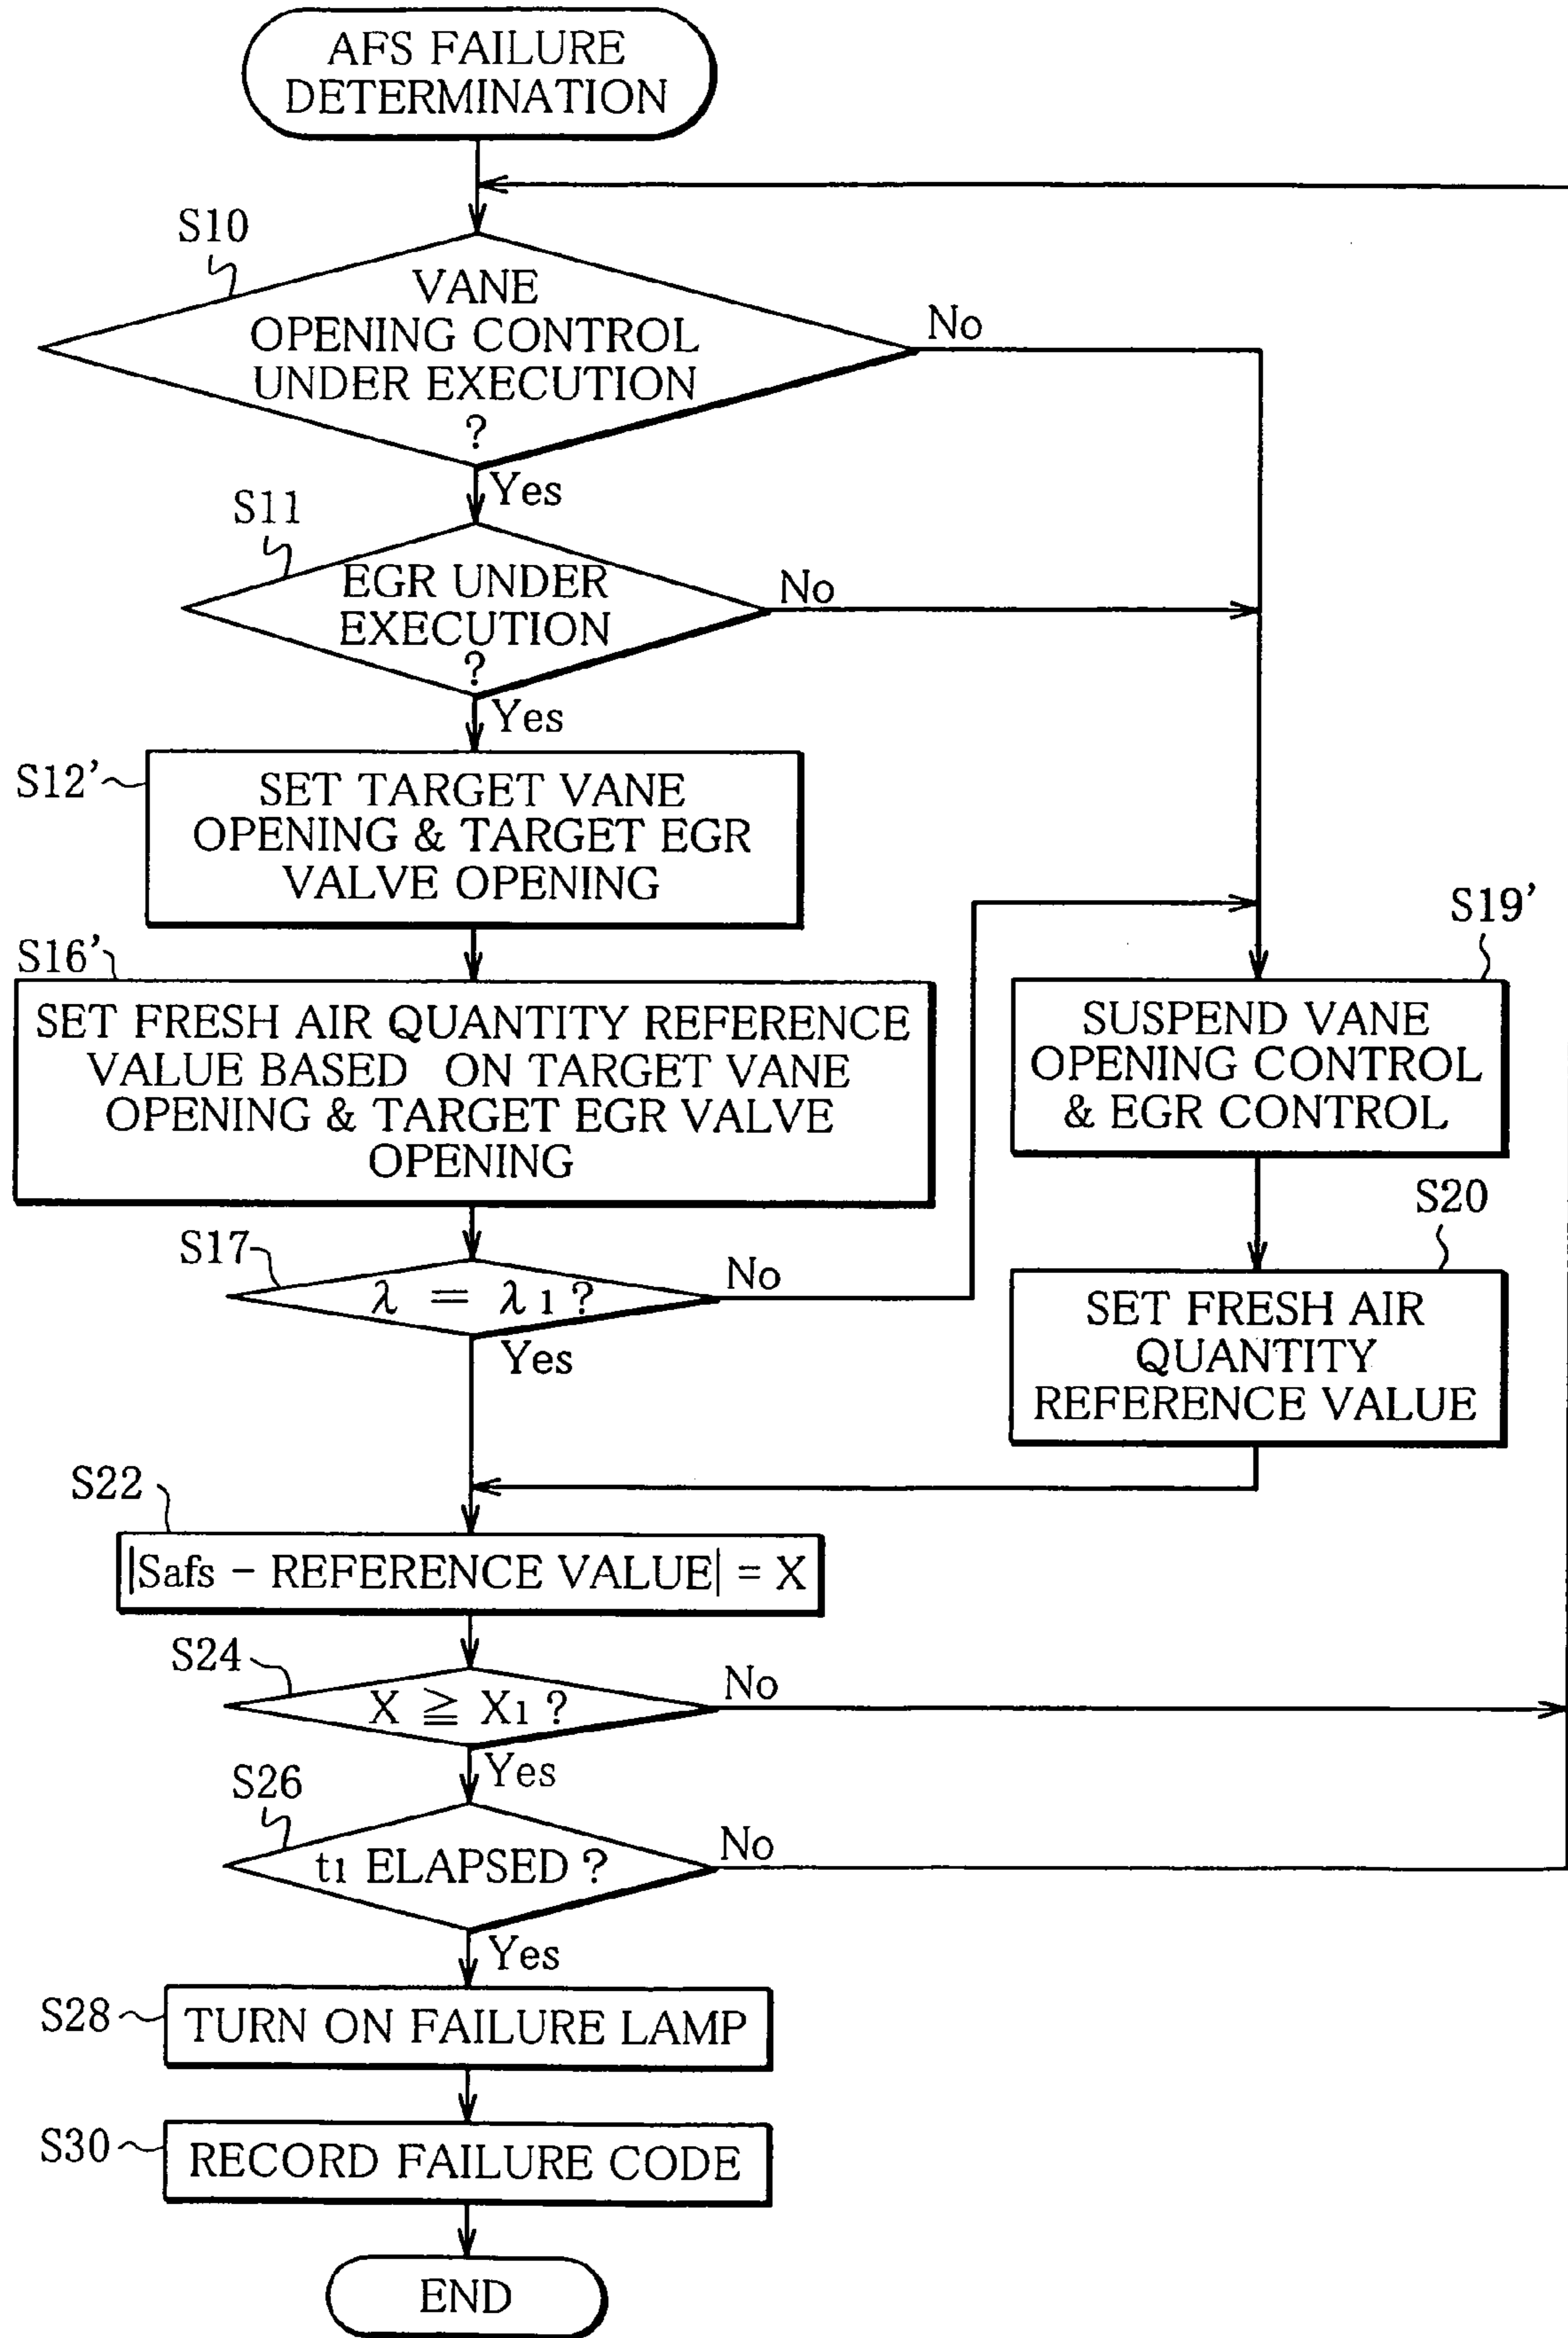 AFS FAILURE
DETERMINATION
S10
VANE
OPENING CONTROL
UNDER EXECUTION
?
No
Yes
S11
EGR UNDER
EXECUTION
?
No
Yes
S12'
SET TARGET VANE
OPENING & TARGET EGR
VALVE OPENING
S16'
SET FRESH AIR QUANTITY REFERENCE
VALUE BASED ON TARGET VANE
OPENING & TARGET EGR VALVE
OPENING
S17
λ = λ1 ?
No
Yes
S19'
SUSPEND VANE
OPENING CONTROL
& EGR CONTROL
S20
SET FRESH AIR
QUANTITY
REFERENCE VALUE
S22
|Safs − REFERENCE VALUE| = X
S24
X ≧ X1 ?
No
Yes
S26
t1 ELAPSED ?
No
Yes
S28
TURN ON FAILURE LAMP
S30
RECORD FAILURE CODE
END